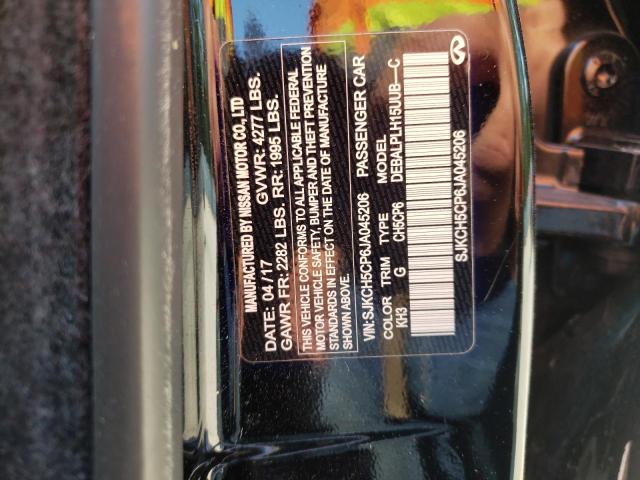 MANUFACTURED BY NISSAN MOTOR CO., LTD
DATE: 04/17 GVWR: 4277 LBS.
GAWR FR: 2282 LBS. RR: 1995 LBS.
THIS VEHICLE CONFORMS TO ALL APPLICABLE FEDERAL
MOTOR VEHICLE SAFETY, BUMPER AND THEFT PREVENTION
STANDARDS IN EFFECT ON THE DATE OF MANUFACTURE
SHOWN ABOVE.
VIN: SJKCH5CP6JA045206 PASSENGER CAR
COLOR TRIM TYPE MODEL
KH3 G CH5CP6 DEBALPLH15UUB—C
SJKCH5CP6JA045206